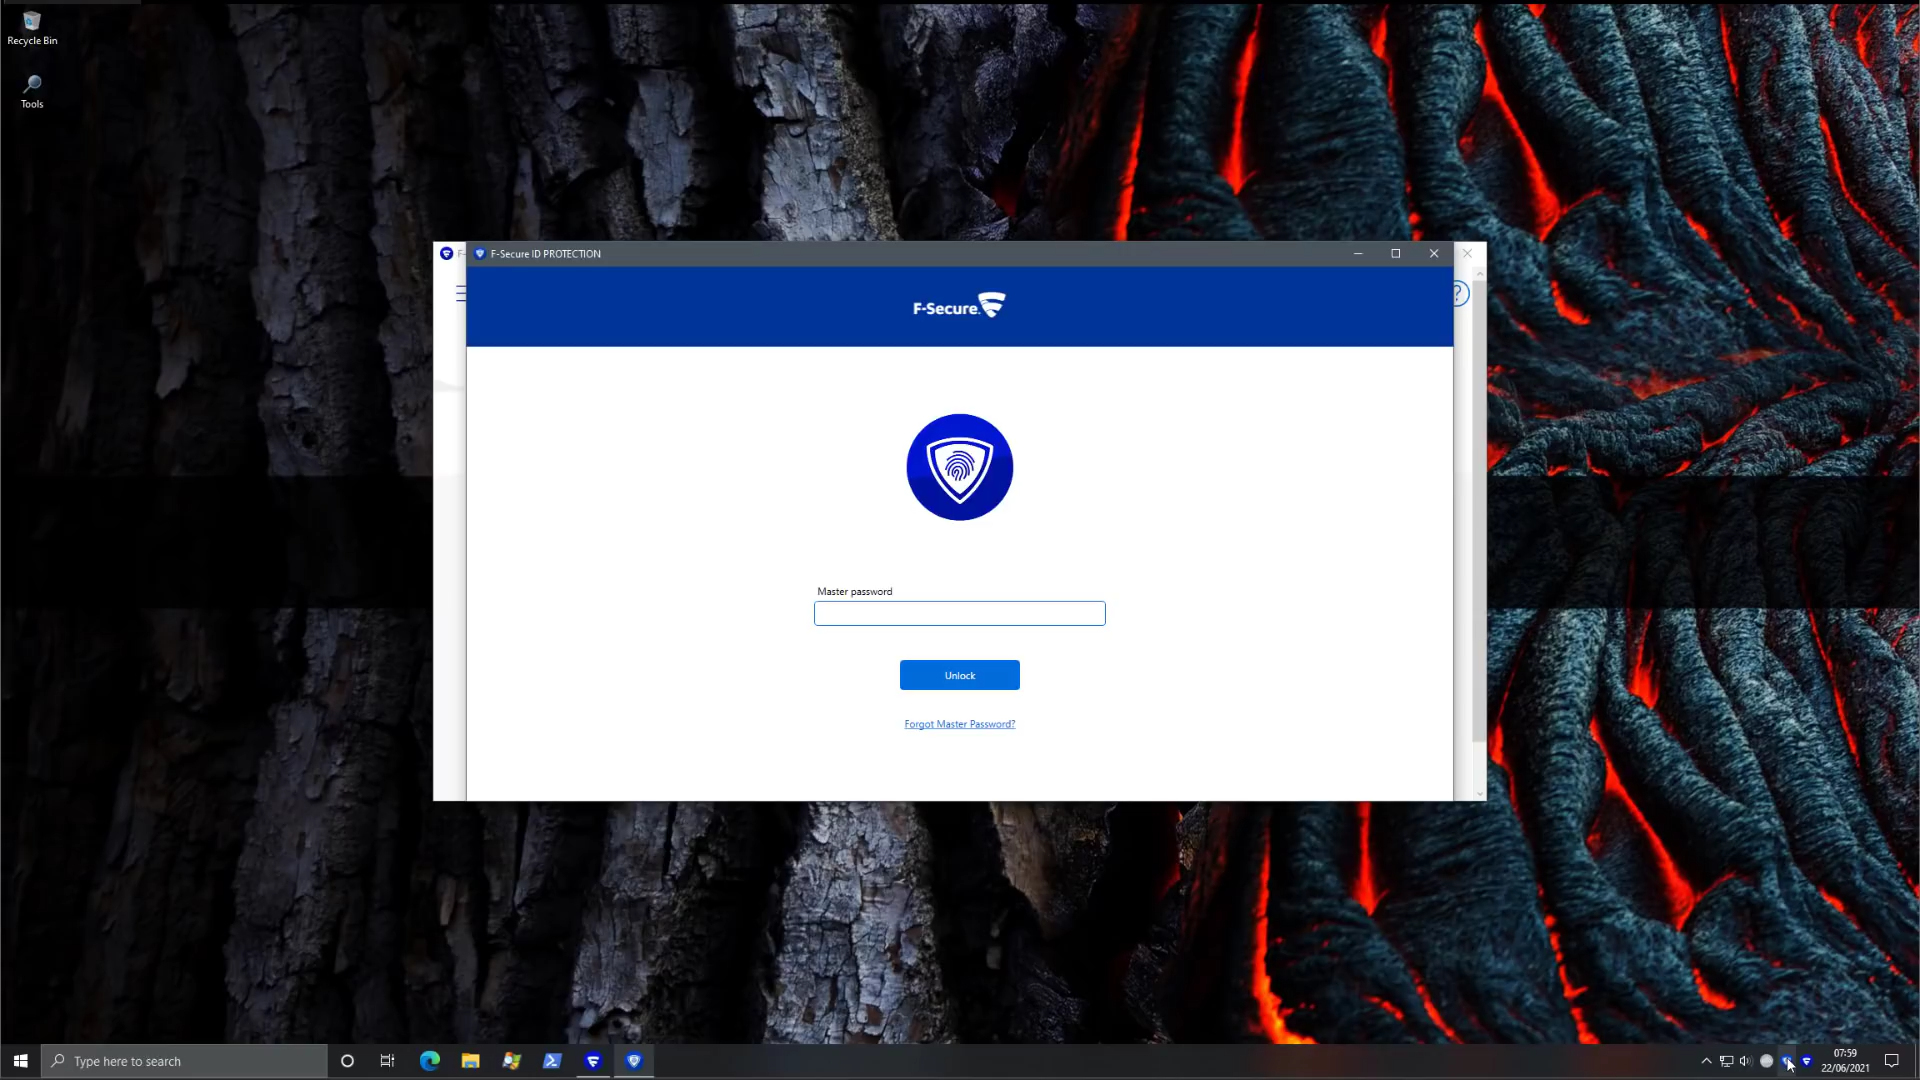 Recycle Bin
Tools
F-Secure ID PROTECTION
F-Secure
Master password
Unlock
Forgot Master Password?
Type here to search
07:59
22/06/2021